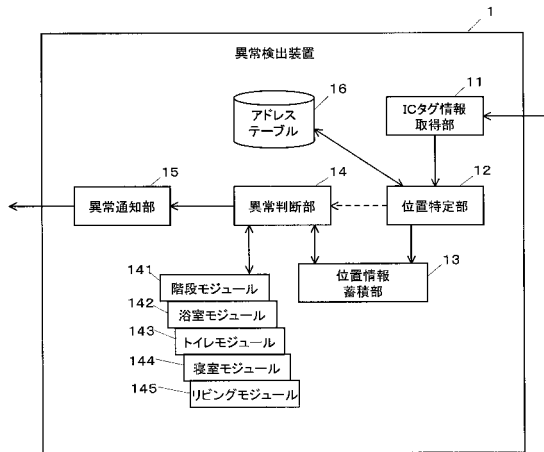 1
異常検出装置
16
アドレス
テーブル
11
ICタグ情報
取得部
15
異常通知部
14
異常判断部
12
位置特定部
13
位置情報
蓄積部
141
階段モジュール
142
浴室モジュール
143
トイレモジュール
144
寝室モジュール
145
リビングモジュール